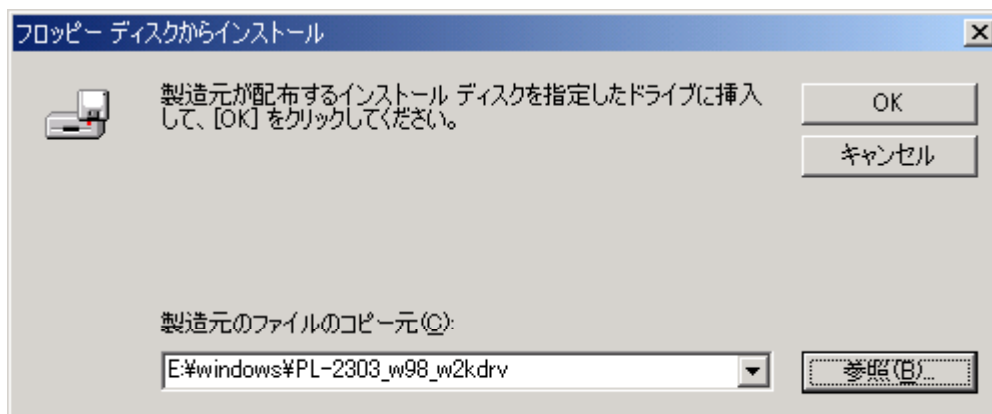 フロッピー ディスクからインストール
製造元が配布するインストール ディスクを指定したドライブに挿入
して、[OK] をクリックしてください。
OK
キャンセル
製造元のファイルのコピー元(C):
E:¥windows¥PL-2303_w98_w2kdrv
参照(B)...